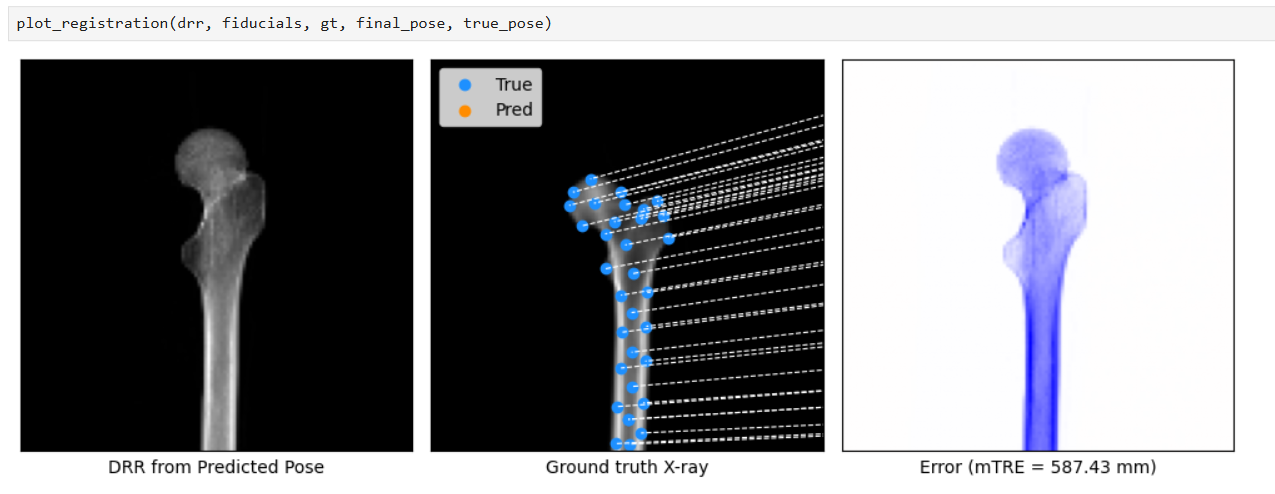 plot_registration(drr, fiducials, gt, final_pose, true_pose)
True
Pred
DRR from Predicted Pose
Ground truth X-ray
Error (mTRE = 587.43 mm)